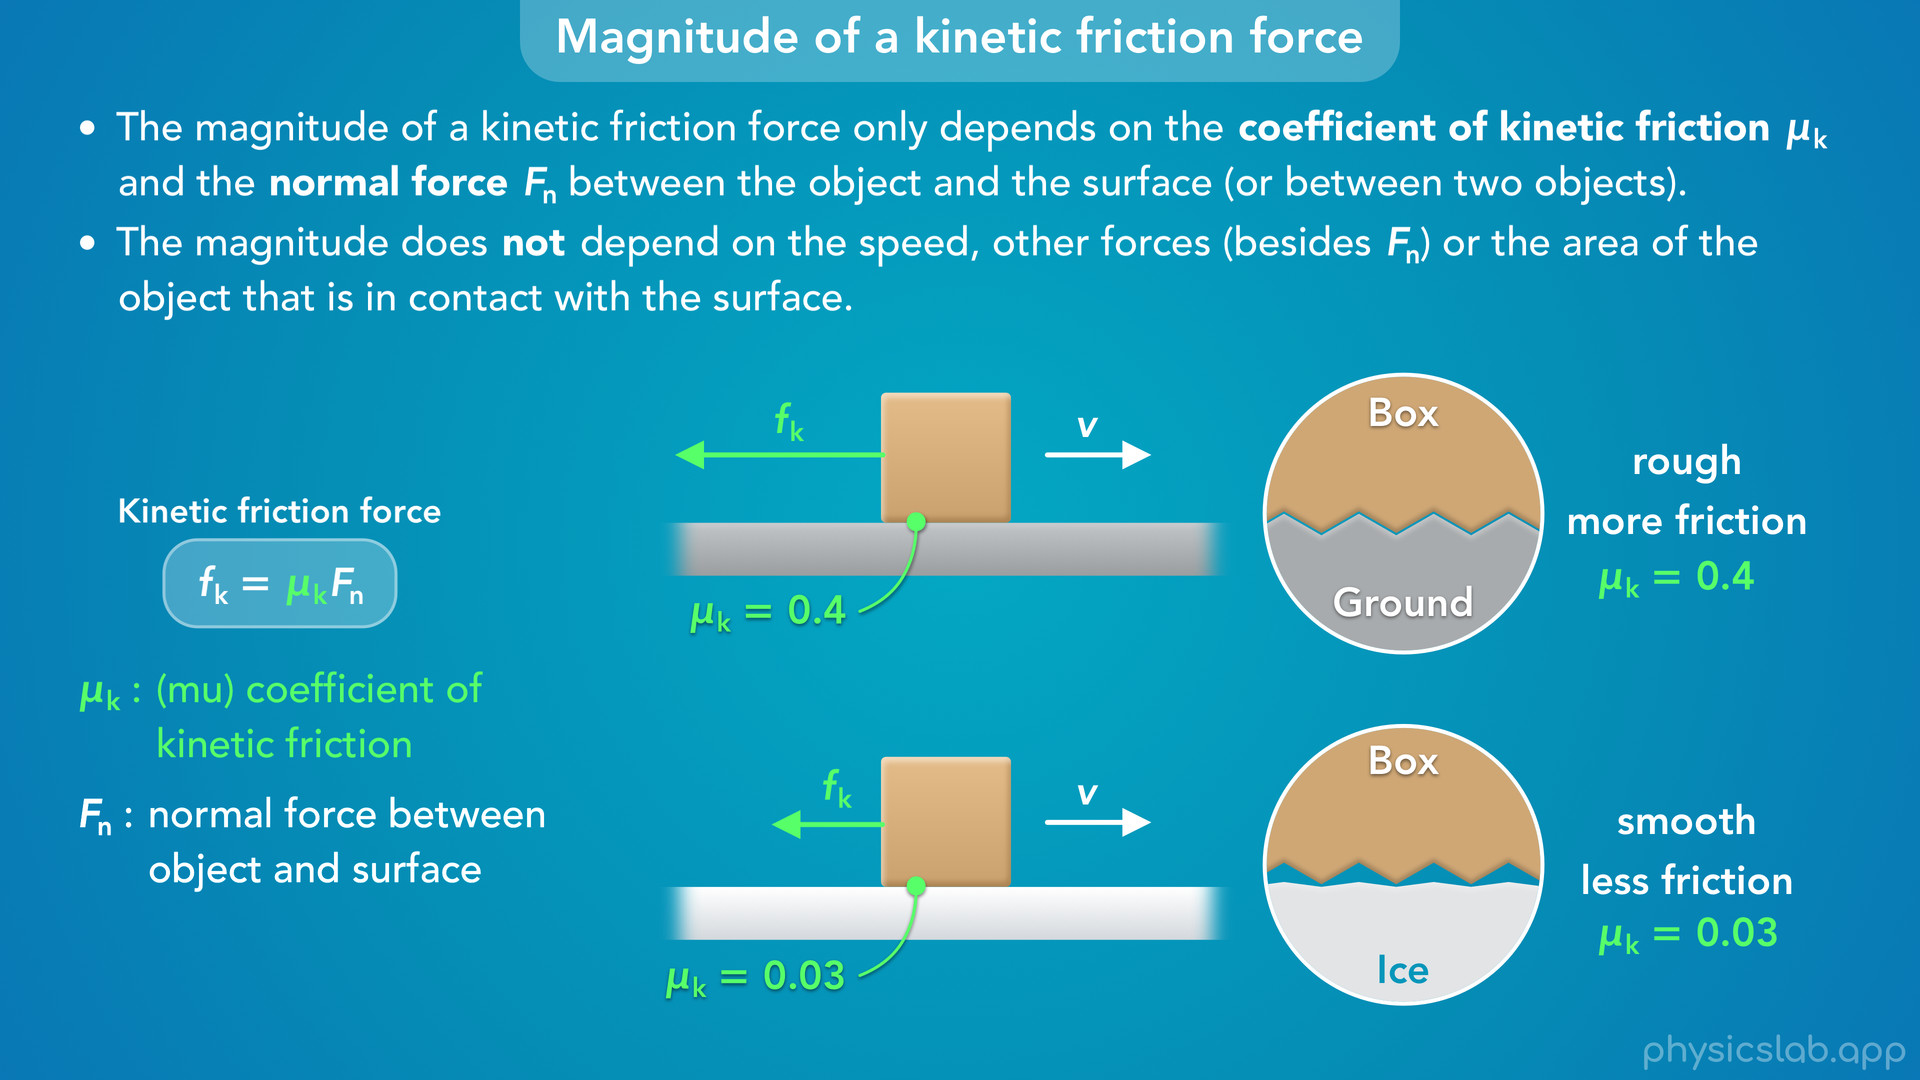 Magnitude of a kinetic friction force
• The magnitude of a kinetic friction force only depends on the coefficient of kinetic friction μk
and the normal force Fn between the object and the surface (or between two objects).
• The magnitude does not depend on the speed, other forces (besides Fn) or the area of the
object that is in contact with the surface.
Kinetic friction force
fk = μkFn
μk : (mu) coefficient of
kinetic friction
Fn : normal force between
object and surface
fk
v
μk = 0.4
Box
Ground
rough
more friction
μk = 0.4
fk
v
μk = 0.03
Box
Ice
smooth
less friction
μk = 0.03
physicslab.app